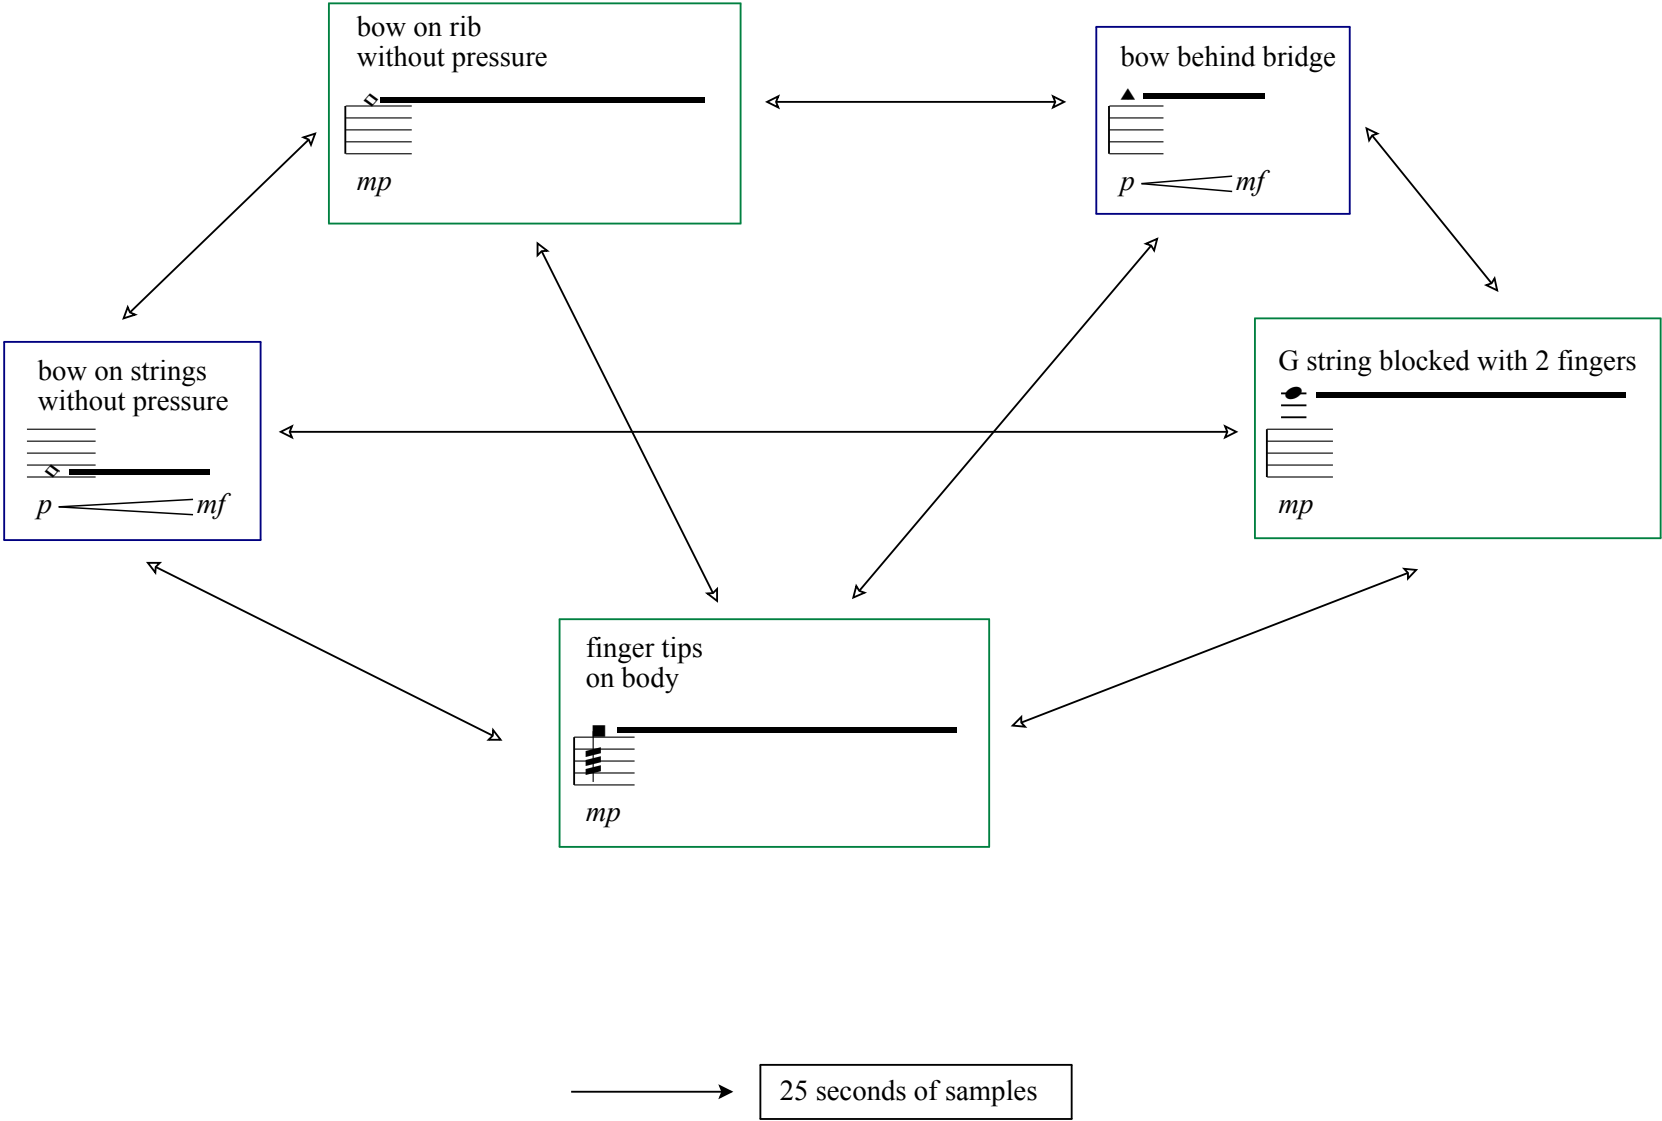 bow on rib
without pressure
mp
bow behind bridge
p mf
bow on strings
without pressure
p mf
G string blocked with 2 fingers
mp
finger tips
on body
mp
25 seconds of samples